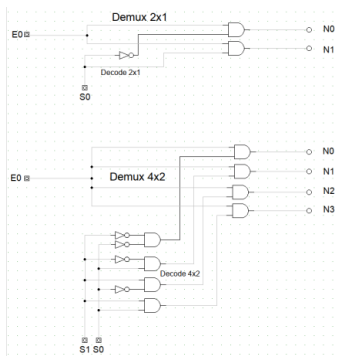 Demux 2x1
E0
N0
N1
Decode 2x1
S0
Demux 4x2
E0
N0
N1
N2
N3
Decode 4x2
S1 S0